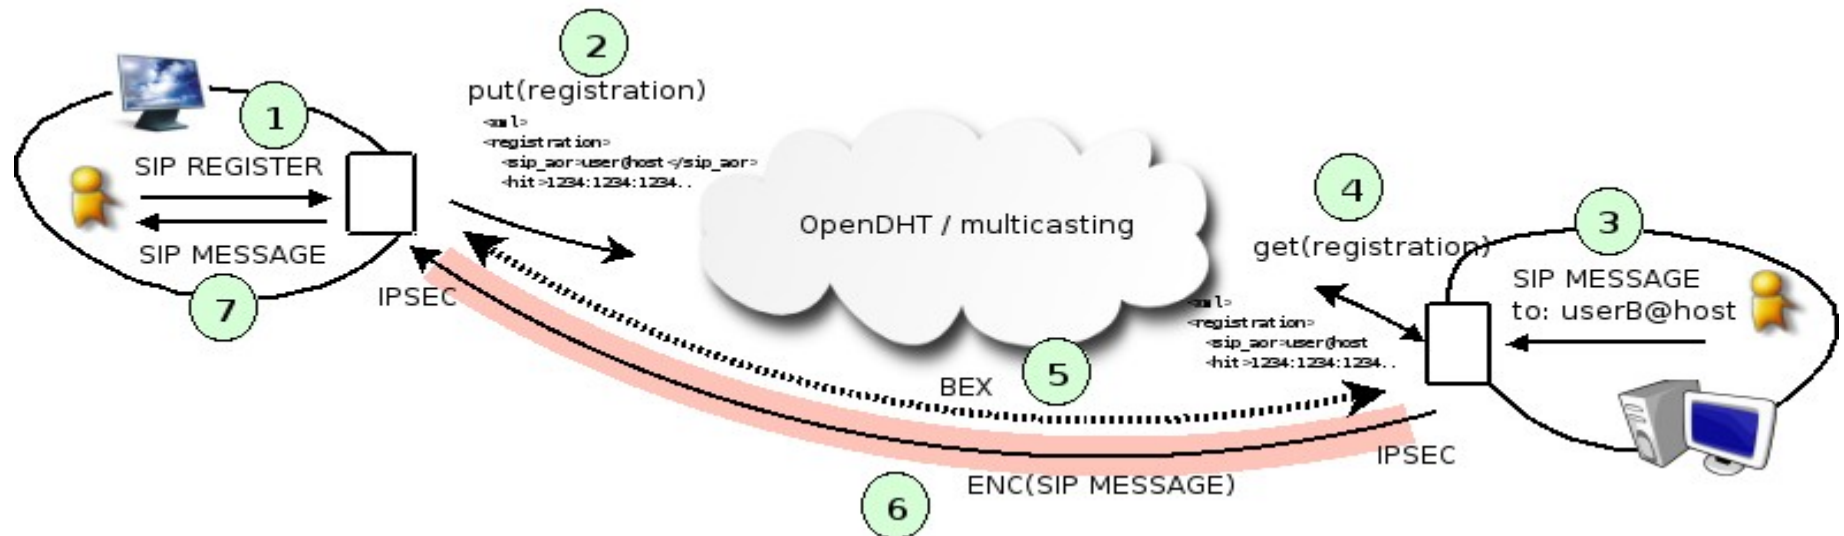 1
SIP REGISTER
SIP MESSAGE
7
IPSEC
2
put(registration)
<xml>
<registration>
<sip_aor>user@host</sip_aor>
<hit>1234:1234:1234..
OpenDHT / multicasting
4
get(registration)
<xml>
<registration>
<sip_aor>user@host
<hit>1234:1234:1234..
3
SIP MESSAGE
to: userB@host
5
BEX
IPSEC
ENC(SIP MESSAGE)
6